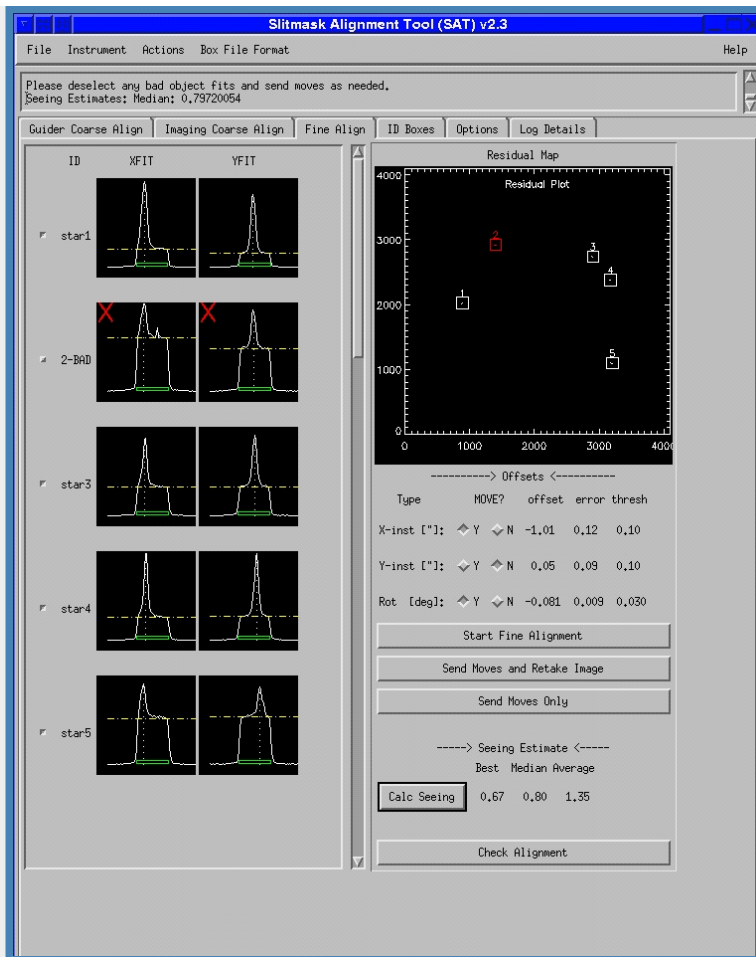 Slitmask Alignment Tool (SAT) v2.3
File Instrument Actions Box File Format Help
Please deselect any bad object fits and send moves as needed.
Seeing Estimates: Median: 0.79720054
Guider Coarse Align Imaging Coarse Align Fine Align ID Boxes Options Log Details
ID XFIT YFIT
star1
2-BAD
star3
star4
star5
Residual Map
Residual Plot
4000
3000
2000
1000
0
0 1000 2000 3000 4000
1
2
3
4
5
----------> Offsets <----------
Type MOVE? offset error thresh
X-inst ["]: Y N -1.01 0.12 0.10
Y-inst ["]: Y N 0.05 0.09 0.10
Rot [deg]: Y N -0.081 0.009 0.030
Start Fine Alignment
Send Moves and Retake Image
Send Moves Only
-----> Seeing Estimate <-----
Best Median Average
Calc Seeing 0.67 0.80 1.35
Check Alignment